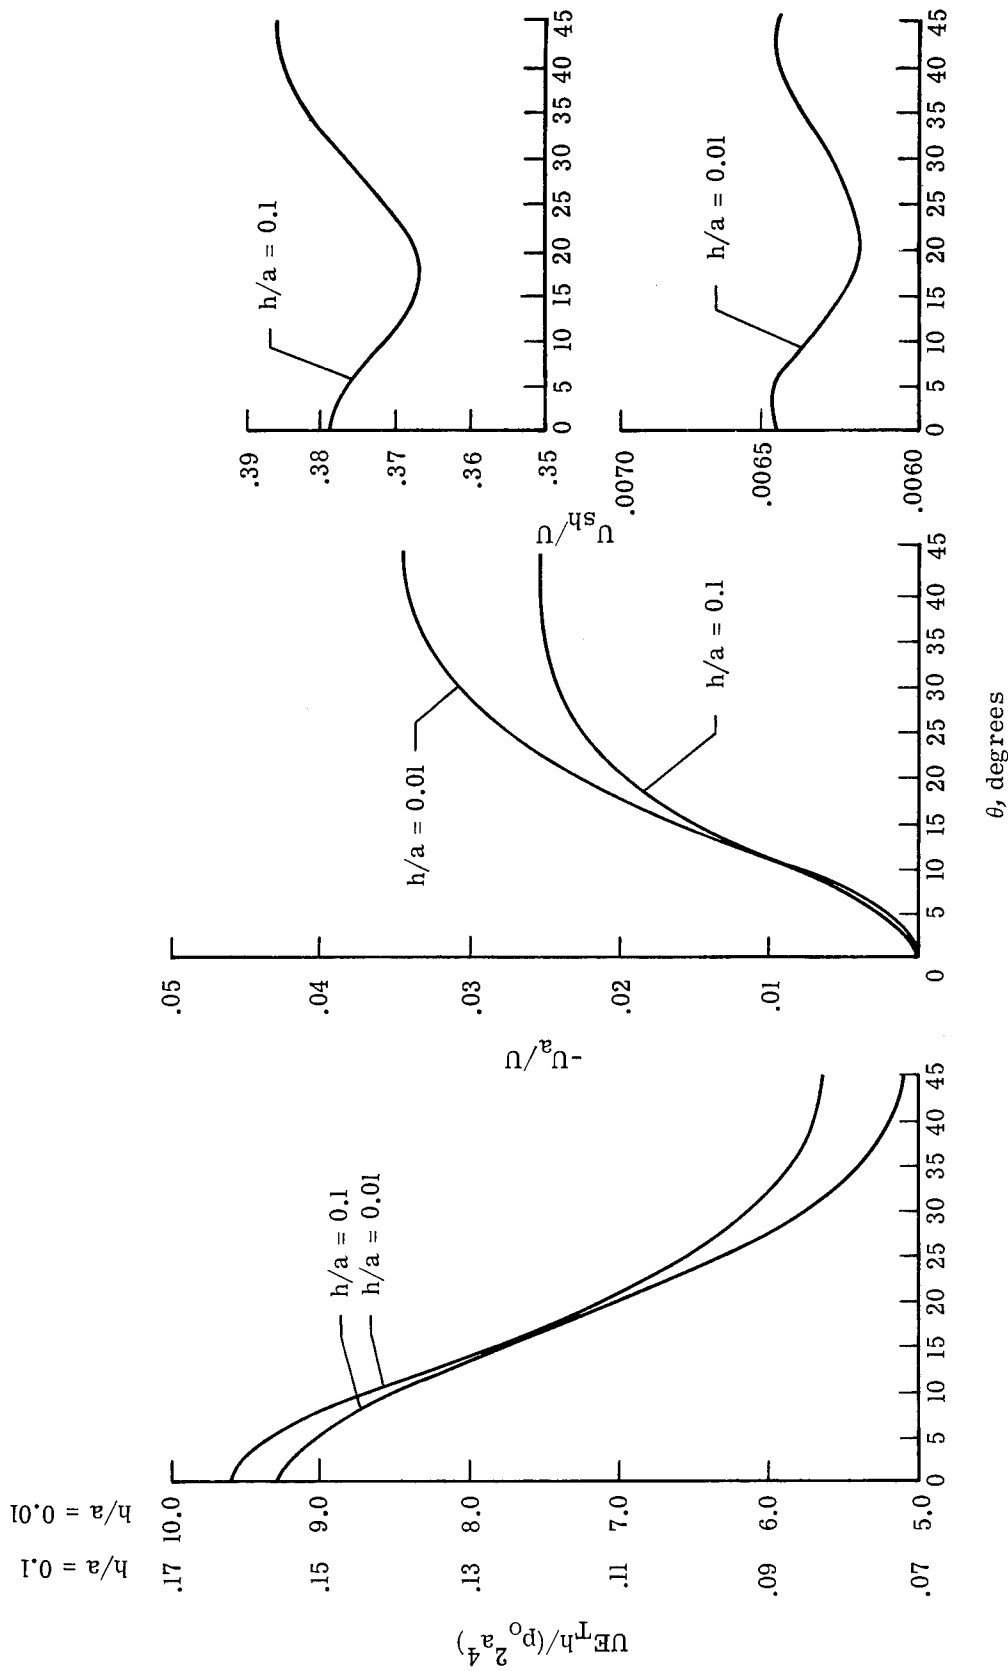 h/a = 0.1
h/a = 0.01
UE_T h/(p_o^2 a^4)
.17 10.0
.15 9.0
.13 8.0
.11 7.0
.09 6.0
.07 5.0
h/a = 0.1
h/a = 0.01
0 5 10 15 20 25 30 35 40 45
-U_a/U
.05
.04
.03
.02
.01
h/a = 0.01
h/a = 0.1
0 5 10 15 20 25 30 35 40 45
θ, degrees
U_sh/U
.39
.38
.37
.36
.35
h/a = 0.1
0 5 10 15 20 25 30 35 40 45
.0070
.0065
.0060
h/a = 0.01
0 5 10 15 20 25 30 35 40 45